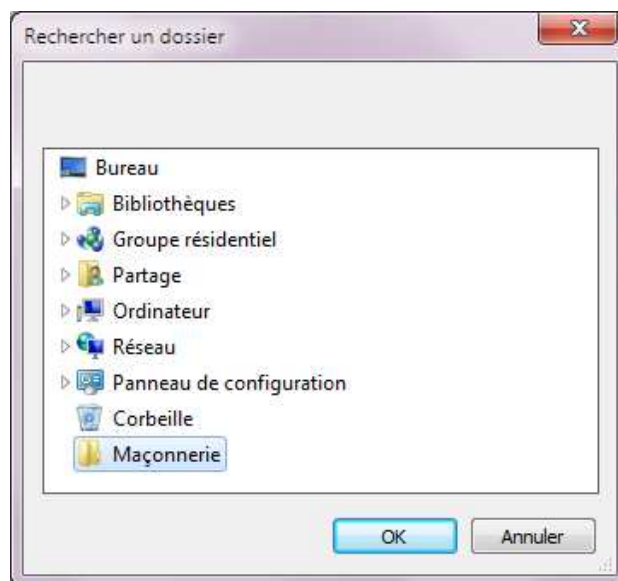 Rechercher un dossier
Bureau
Bibliothèques
Groupe résidentiel
Partage
Ordinateur
Réseau
Panneau de configuration
Corbeille
Maçonnerie
OK
Annuler